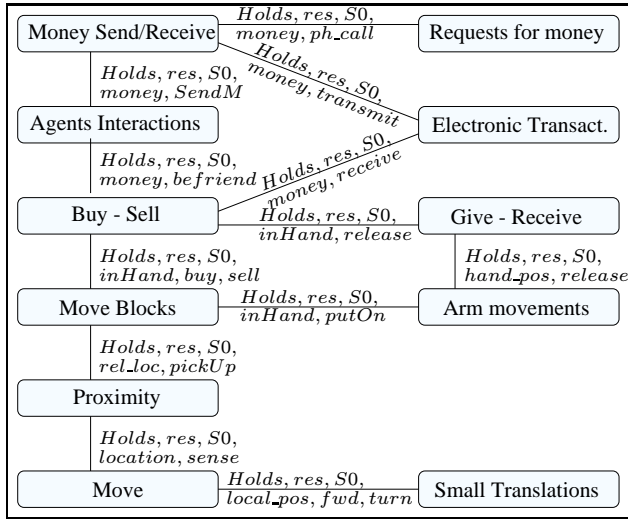 Money Send/Receive
Holds, res, S0,
money, ph_call
Requests for money
Holds, res, S0,
money, SendM
Holds, res, S0,
money, transmit
Agents Interactions
Electronic Transact.
Holds, res, S0,
money, befriend
Holds, res, S0,
money, receive
Buy - Sell
Holds, res, S0,
inHand, release
Give - Receive
Holds, res, S0,
inHand, buy, sell
Holds, res, S0,
hand_pos, release
Move Blocks
Holds, res, S0,
inHand, putOn
Arm movements
Holds, res, S0,
rel_loc, pickUp
Proximity
Holds, res, S0,
location, sense
Move
Holds, res, S0,
local_pos, fwd, turn
Small Translations